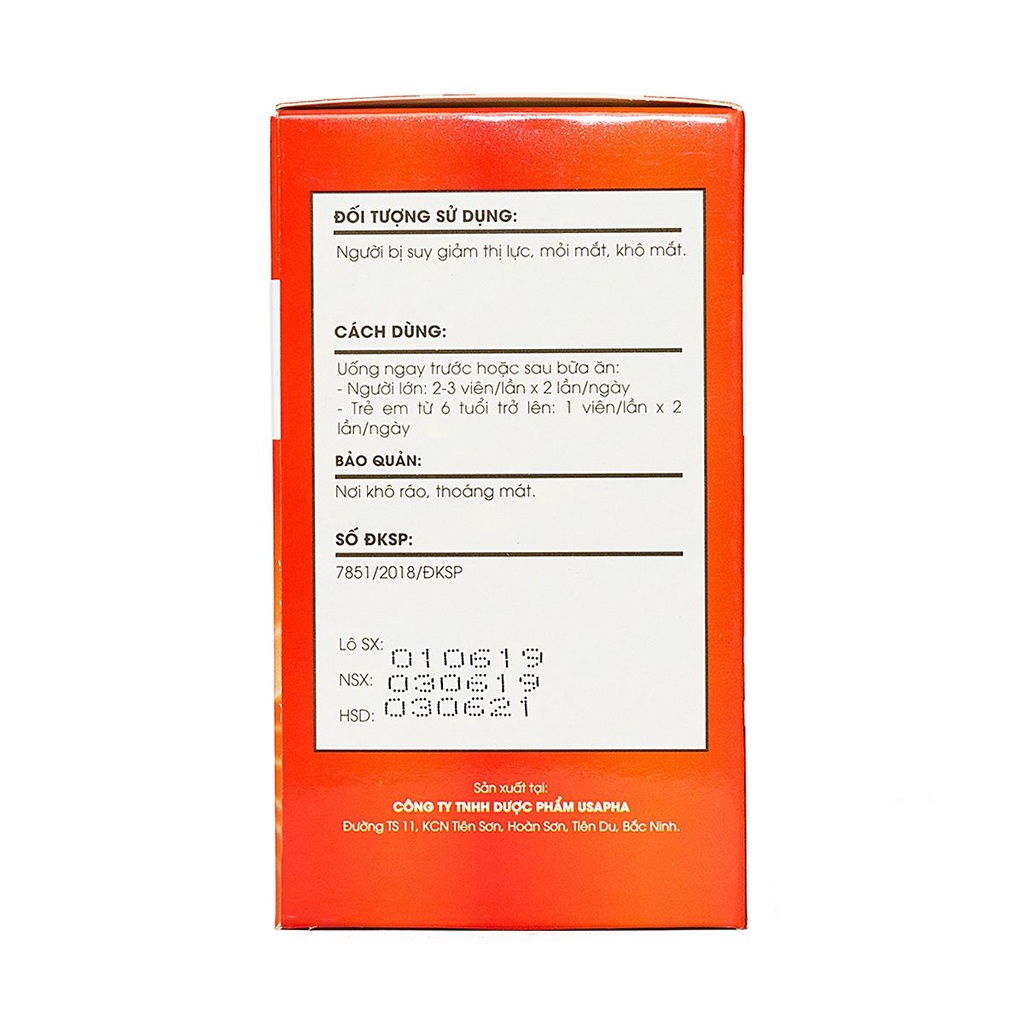 ĐỐI TƯỢNG SỬ DỤNG:
Người bị suy giảm thị lực, mỏi mắt, khô mắt.
CÁCH DÙNG:
Uống ngay trước hoặc sau bữa ăn:
- Người lớn: 2-3 viên/lần x 2 lần/ngày
- Trẻ em từ 6 tuổi trở lên: 1 viên/lần x 2
lần/ngày
BẢO QUẢN:
Nơi khô ráo, thoáng mát.
SỐ ĐKSP:
7851/2018/ĐKSP
Lô SX: 010619
NSX: 030619
HSD: 030621
Sản xuất tại:
CÔNG TY TNHH DƯỢC PHẨM USAPHA
Đường TS 11, KCN Tiên Sơn, Hoàn Sơn, Tiên Du, Bắc Ninh.